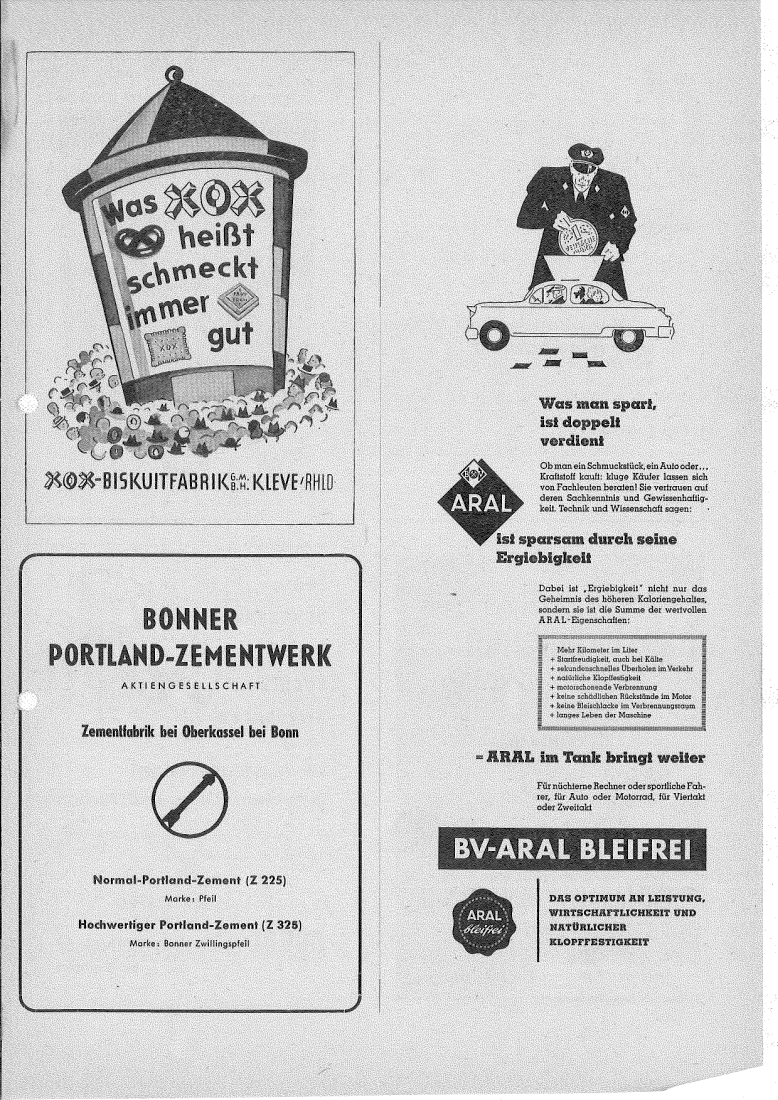 Was XOX
heißt
schmeckt
immer
gut
XOX
XOX-BISKUITFABRIK G.M.B.H. KLEVE/RHLD
BONNER
PORTLAND-ZEMENTWERK
AKTIENGESELLSCHAFT
Zementfabrik bei Oberkassel bei Bonn
Normal-Portland-Zement (Z 225)
Marke: Pfeil
Hochwertiger Portland-Zement (Z 325)
Marke: Bonner Zwillingspfeil
Was man spart,
ist doppelt
verdient
Ob man ein Schmuckstück, ein Auto oder...
Kraftstoff kauft: kluge Käufer lassen sich
von Fachleuten beraten! Sie vertrauen auf
deren Sachkenntnis und Gewissenhaftig-
keit. Technik und Wissenschaft sagen:
ARAL
ist sparsam durch seine
Ergiebigkeit
Dabei ist „Ergiebigkeit" nicht nur das
Geheimnis des höheren Kaloriengehaltes,
sondern sie ist die Summe der wertvollen
ARAL-Eigenschaften:
Mehr Kilometer im Liter
+ Startfreudigkeit, auch bei Kälte
+ sekundenschnelles Überholen im Verkehr
+ natürliche Klopffestigkeit
+ motorschonende Verbrennung
+ keine schädlichen Rückstände im Motor
+ keine Bleischlacke im Verbrennungsraum
+ langes Leben der Maschine
= ARAL im Tank bringt weiter
Für nüchterne Rechner oder sportliche Fah-
rer, für Auto oder Motorrad, für Viertakt
oder Zweitakt
BV-ARAL BLEIFREI
ARAL
bleifrei
DAS OPTIMUM AN LEISTUNG,
WIRTSCHAFTLICHKEIT UND
NATÜRLICHER
KLOPFFESTIGKEIT